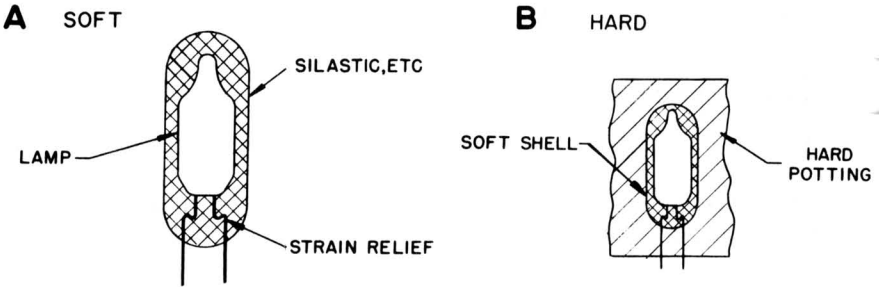 A SOFT
SILASTIC,ETC
LAMP
STRAIN RELIEF
B HARD
SOFT SHELL
HARD
POTTING